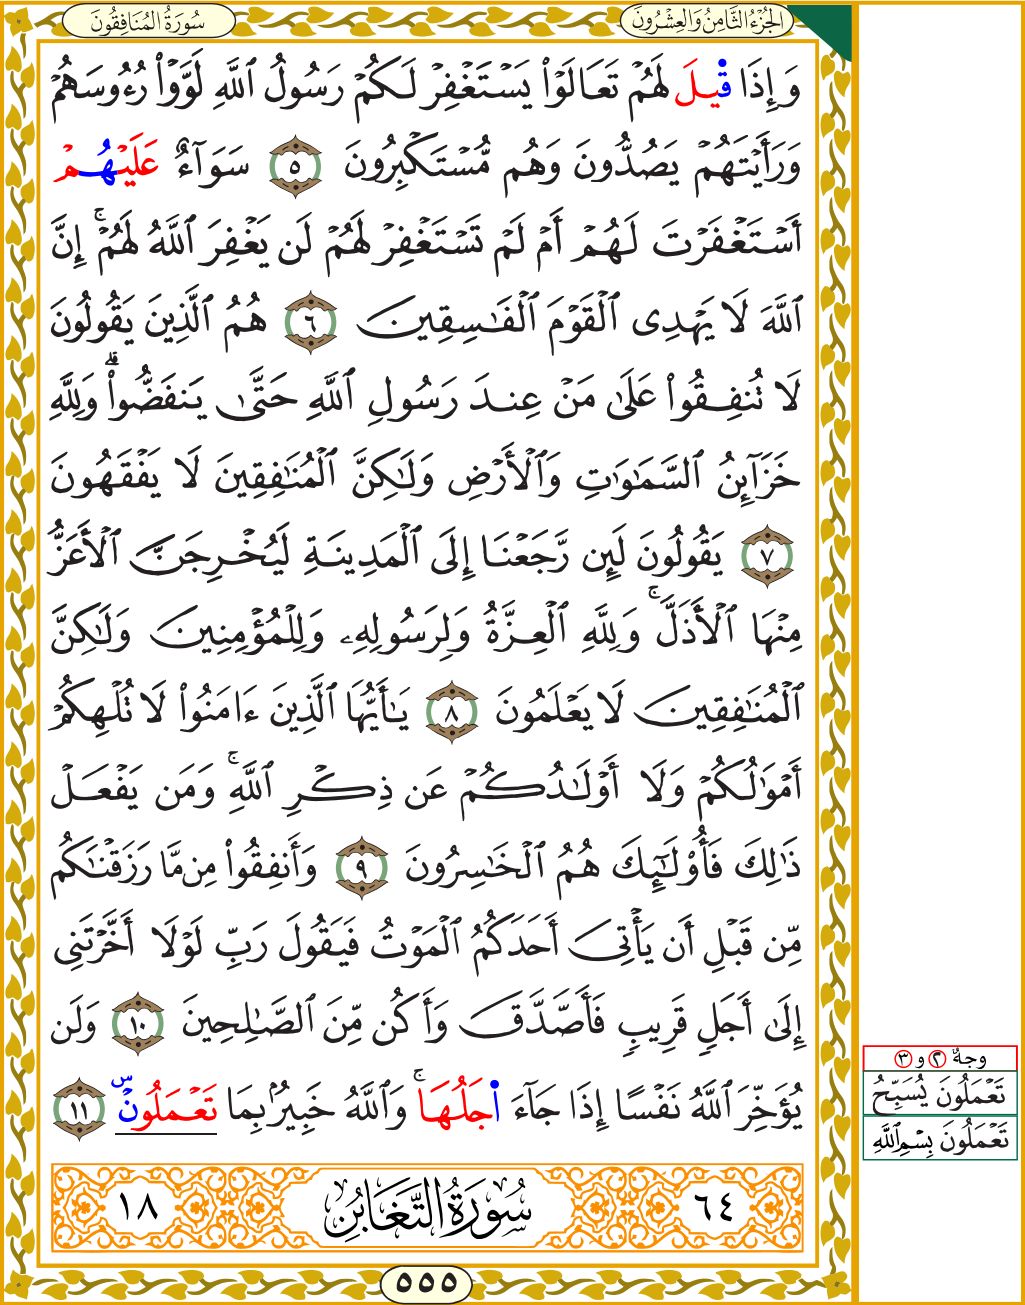 الجُزْءُ الثَّامِنُ وَالعِشْرُونَ
سُورَةُ المُنَافِقُونَ
وَإِذَا قِيلَ لَهُمْ تَعَالَوْا۟ يَسْتَغْفِرْ لَكُمْ رَسُولُ ٱللَّهِ لَوَّوْا۟ رُءُوسَهُمْ
وَرَأَيْتَهُمْ يَصُدُّونَ وَهُم مُّسْتَكْبِرُونَ ٥ سَوَآءٌ عَلَيْهُمْ
أَسْتَغْفَرْتَ لَهُمْ أَمْ لَمْ تَسْتَغْفِرْ لَهُمْ لَن يَغْفِرَ ٱللَّهُ لَهُمْۚ إِنَّ
ٱللَّهَ لَا يَهْدِى ٱلْقَوْمَ ٱلْفَـٰسِقِينَ ٦ هُمُ ٱلَّذِينَ يَقُولُونَ
لَا تُنفِقُوا۟ عَلَىٰ مَنْ عِندَ رَسُولِ ٱللَّهِ حَتَّىٰ يَنفَضُّوا۟ۗ وَلِلَّهِ
خَزَآئِنُ ٱلسَّمَـٰوَٰتِ وَٱلْأَرْضِ وَلَـٰكِنَّ ٱلْمُنَـٰفِقِينَ لَا يَفْقَهُونَ
٧ يَقُولُونَ لَئِن رَّجَعْنَا إِلَى ٱلْمَدِينَةِ لَيُخْرِجَنَّ ٱلْأَعَزُّ
مِنْهَا ٱلْأَذَلَّۚ وَلِلَّهِ ٱلْعِزَّةُ وَلِرَسُولِهِۦ وَلِلْمُؤْمِنِينَ وَلَـٰكِنَّ
ٱلْمُنَـٰفِقِينَ لَا يَعْلَمُونَ ٨ يَـٰأَيُّهَا ٱلَّذِينَ ءَامَنُوا۟ لَا تُلْهِكُمْ
أَمْوَٰلُكُمْ وَلَا أَوْلَـٰدُكُمْ عَن ذِكْرِ ٱللَّهِۚ وَمَن يَفْعَلْ
ذَٰلِكَ فَأُو۟لَـٰٓئِكَ هُمُ ٱلْخَـٰسِرُونَ ٩ وَأَنفِقُوا۟ مِن مَّا رَزَقْنَـٰكُم
مِّن قَبْلِ أَن يَأْتِىَ أَحَدَكُمُ ٱلْمَوْتُ فَيَقُولَ رَبِّ لَوْلَا أَخَّرْتَنِى
إِلَىٰ أَجَلٍ قَرِيبٍ فَأَصَّدَّقَ وَأَكُن مِّنَ ٱلصَّـٰلِحِينَ ١٠ وَلَن
يُؤَخِّرَ ٱللَّهُ نَفْسًا إِذَا جَآءَ ا۬جَلُهَاۚ وَٱللَّهُ خَبِيرٌۢ بِمَا تَعْمَلُونَۜ ١١
وجهٌ ٢ و ٣
تَعْمَلُونَ يُسَبِّحُ
تَعْمَلُونَ بِسْمِ ٱللَّهِ
٦٤ سُورَةُ التَّغَابُنِ ١٨
٥٥٥